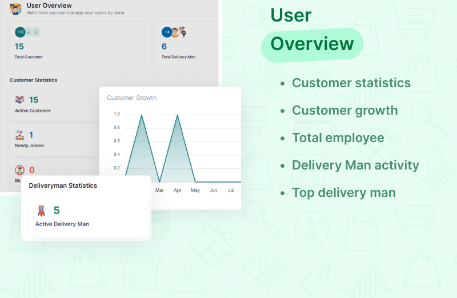 User Overview
Hello here you can manage your users by zone.
15
Total Customer
6
Total Delivery Man
Customer Statistics
15
Active Customer
1
Newly Joined
0
Customer Growth
1.0
0.8
0.6
0.4
0.2
Mar Apr May Jun Jul
Deliveryman Statistics
5
Active Delivery Man
User
Overview
• Customer statistics
• Customer growth
• Total employee
• Delivery Man activity
• Top delivery man